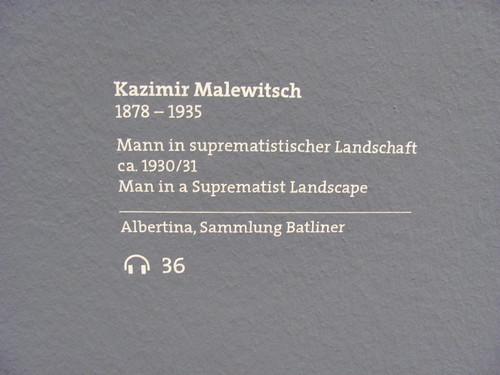 Kazimir Malewitsch
1878 – 1935
Mann in suprematistischer Landschaft
ca. 1930/31
Man in a Suprematist Landscape
Albertina, Sammlung Batliner
36